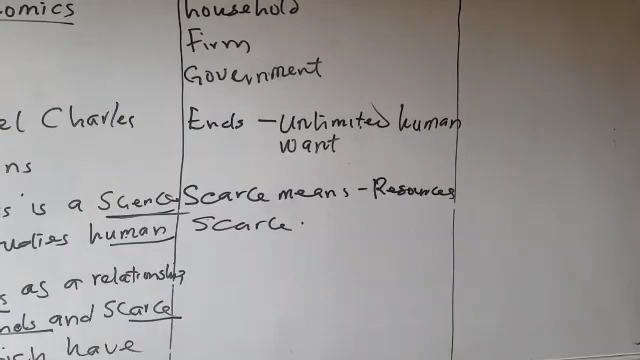 omics
el Charles
ns
s is a Science
udies human
s as a relationship
nds and Scarce
ich have
household
Firm
Government
Ends - Unlimited human
want
Scarce means - Resources
Scarce.